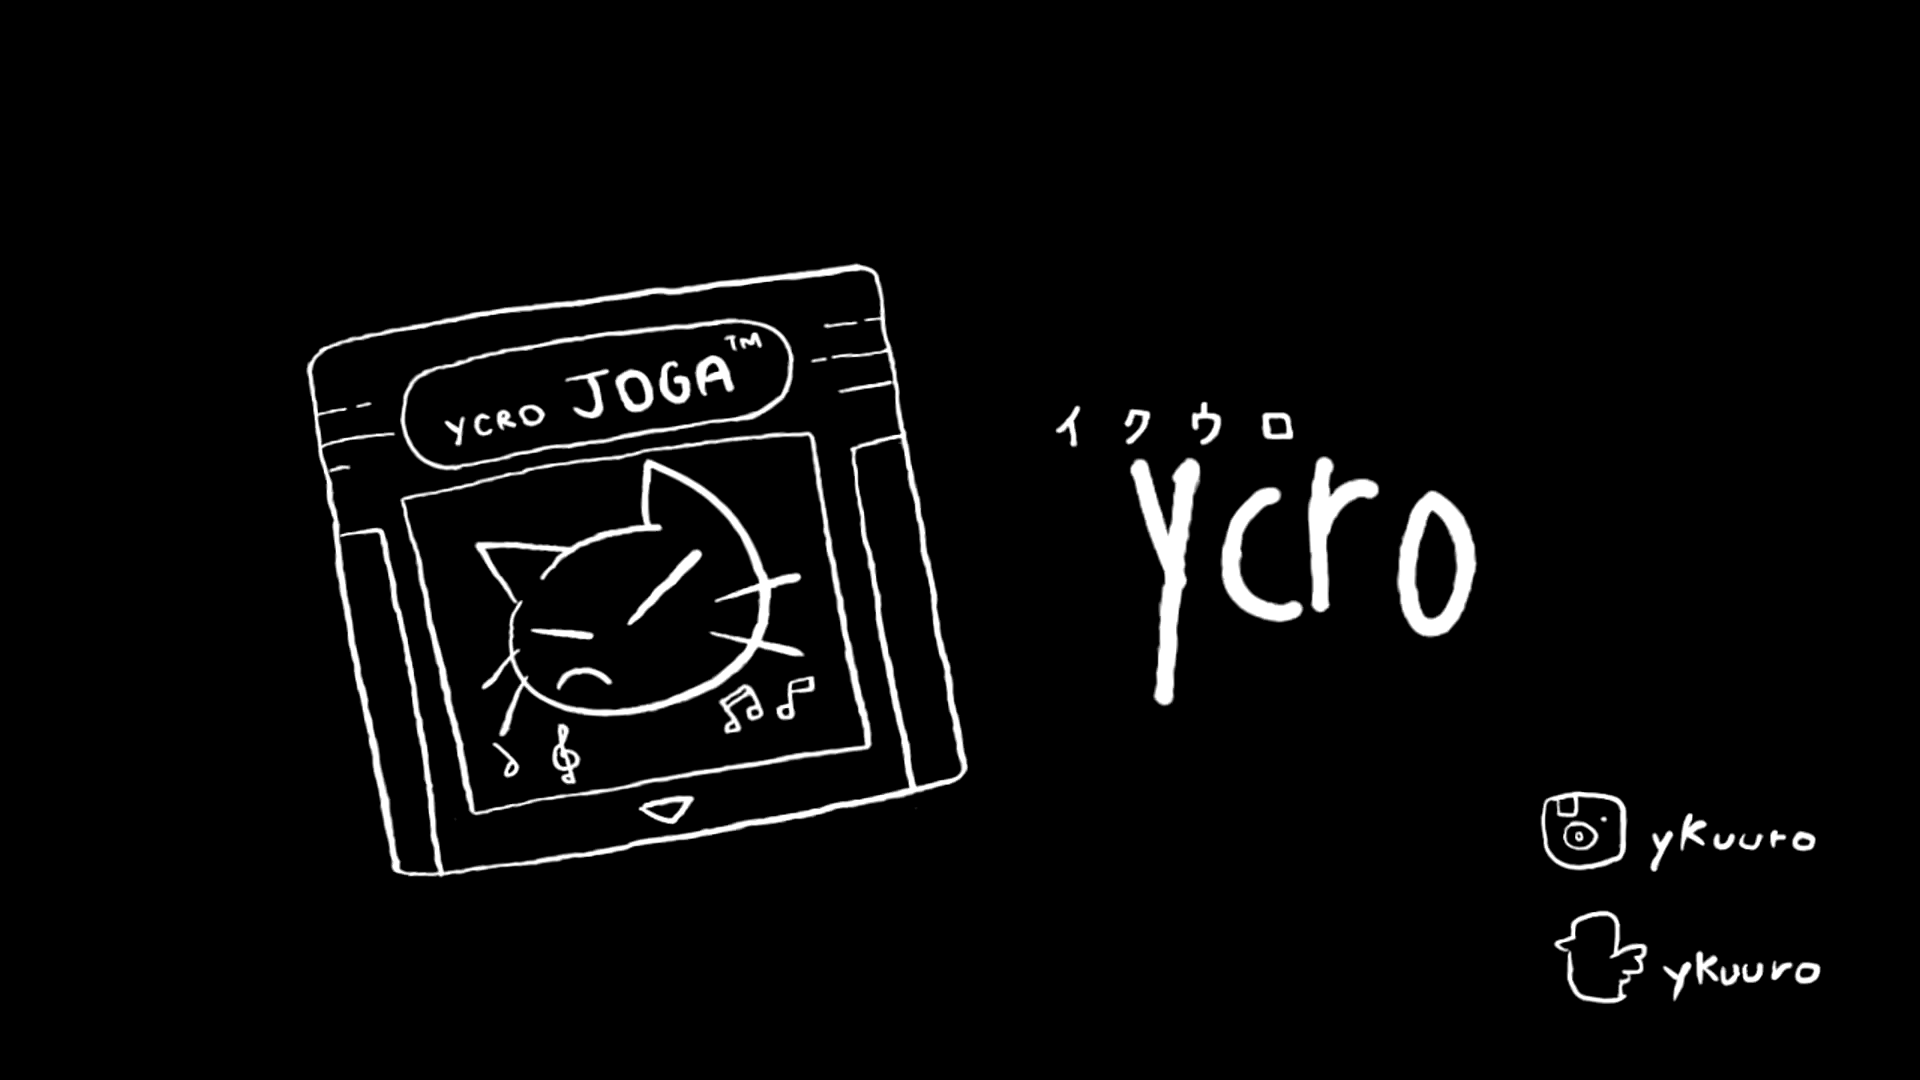 YCRO JOGA™
イクウロ
ycro
ykuuro
ykuuro